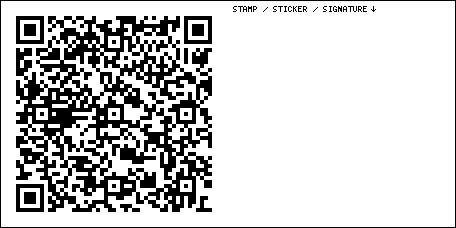 STAMP / STICKER / SIGNATURE ↓